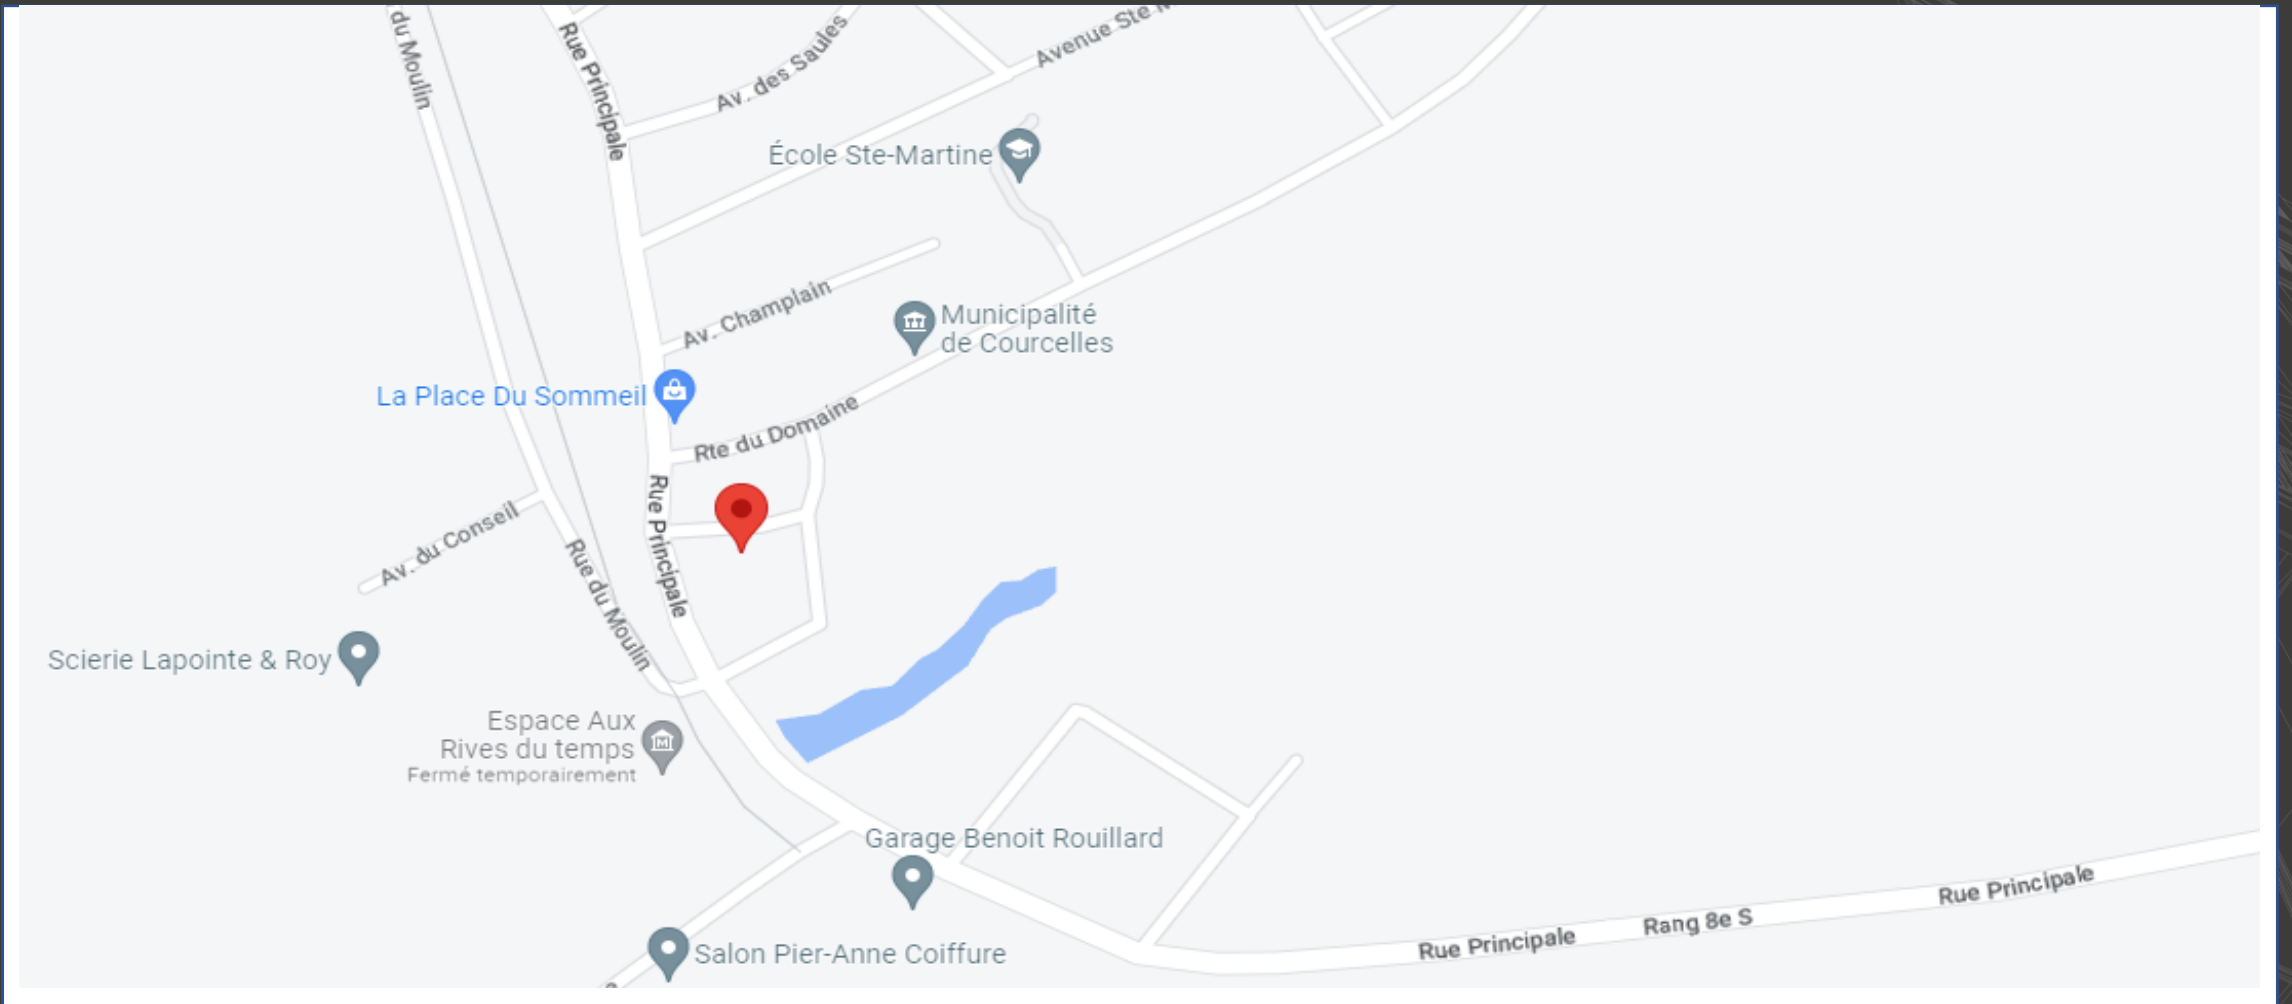 du Moulin
Rue Principale
Av. des Saules
Avenue Ste-M
École Ste-Martine
Av. Champlain
Municipalité
de Courcelles
La Place Du Sommeil
Rte du Domaine
Rue Principale
Av. du Conseil
Rue du Moulin
Scierie Lapointe & Roy
Espace Aux
Rives du temps
Fermé temporairement
Garage Benoit Rouillard
Salon Pier-Anne Coiffure
Rue Principale
Rang 8e S
Rue Principale